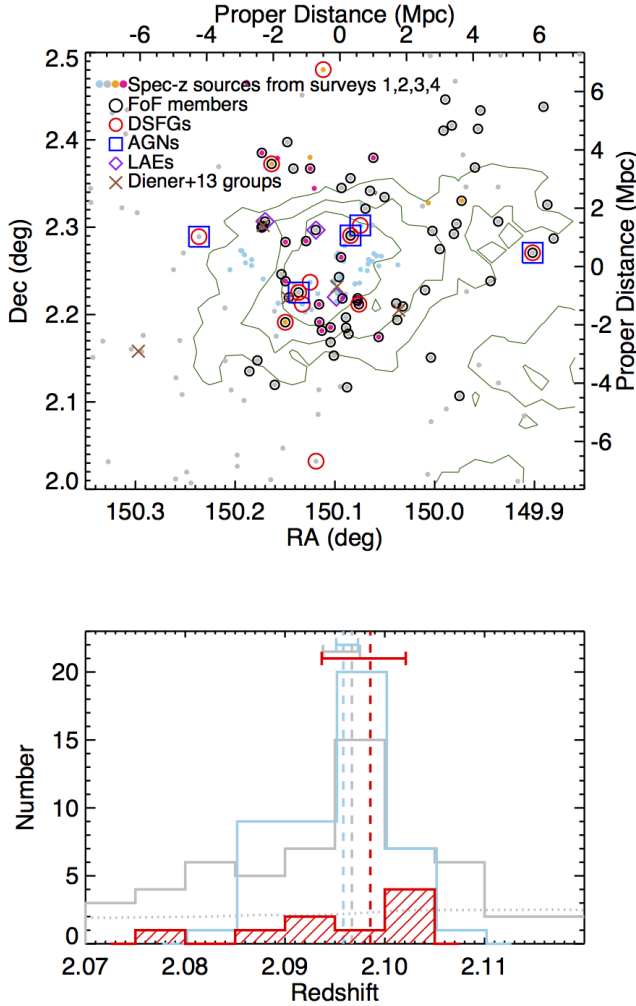 Proper Distance (Mpc)
-6 -4 -2 0 2 4 6
2.5
2.4
2.3
2.2
2.1
2.0
Dec (deg)
Spec-z sources from surveys 1,2,3,4
FoF members
DSFGs
AGNs
LAEs
Diener+13 groups
6
4
2
0
-2
-4
-6
Proper Distance (Mpc)
150.3 150.2 150.1 150.0 149.9
RA (deg)
20
15
10
5
0
Number
2.07 2.08 2.09 2.10 2.11
Redshift